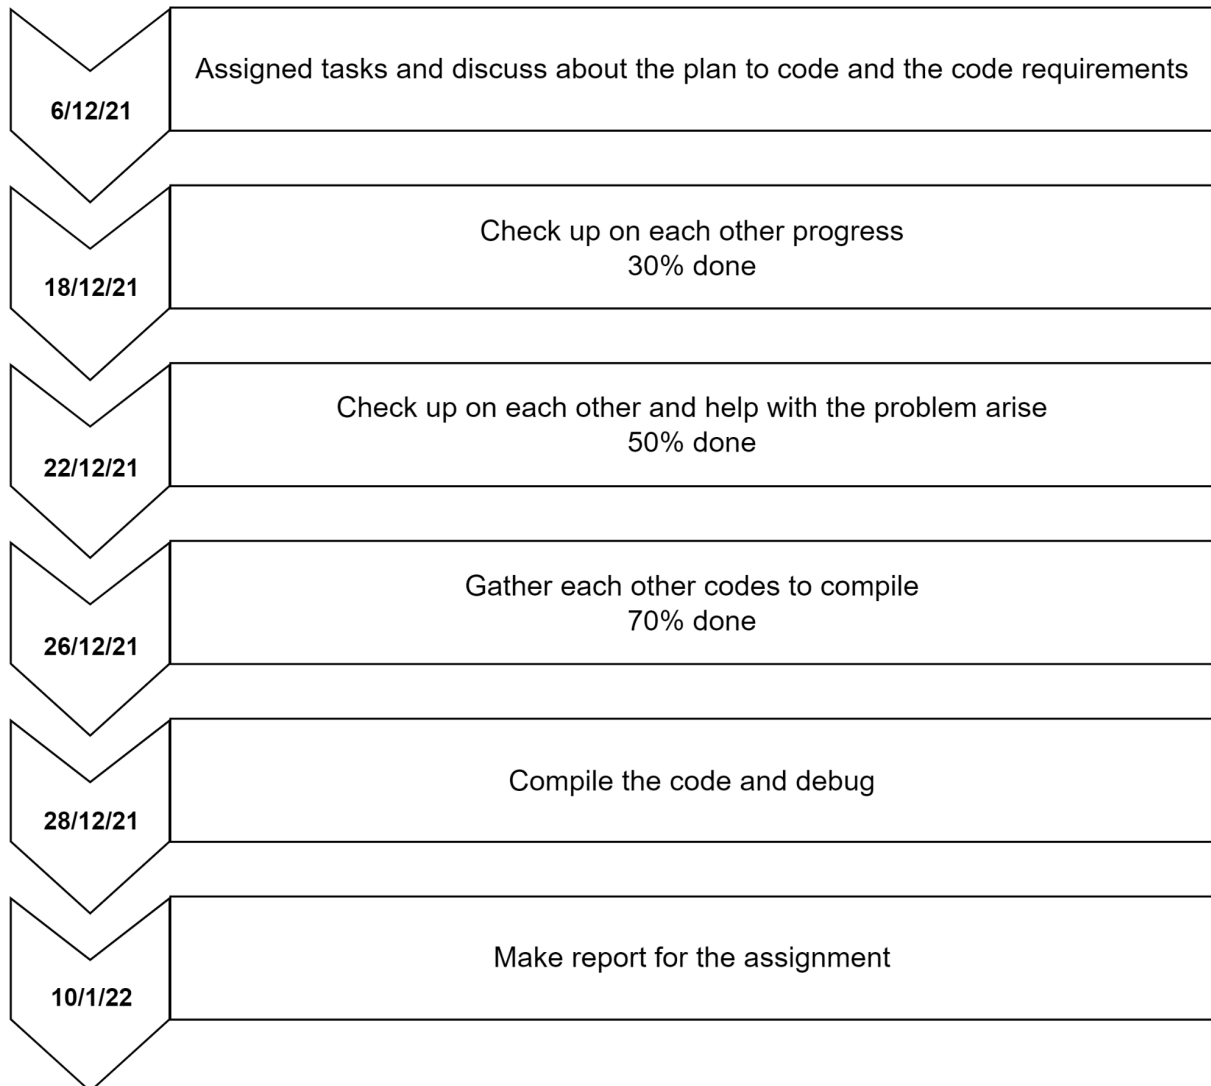 Assigned tasks and discuss about the plan to code and the code requirements
6/12/21
Check up on each other progress
30% done
18/12/21
Check up on each other and help with the problem arise
50% done
22/12/21
Gather each other codes to compile
70% done
26/12/21
Compile the code and debug
28/12/21
Make report for the assignment
10/1/22